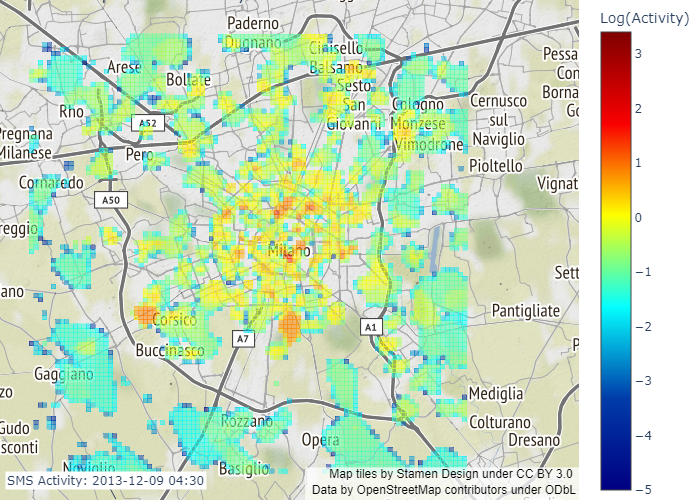 Log(Activity)
3
2
1
0
−1
−2
−3
−4
−5
Paderno
Dugnano
Cinisello
Balsamo
Sesto
San
Giovanni
Arese
Bollate
Rho
A52
Pregnana
Milanese
Pero
Cornaredo
A50
reggio
Cologno
Monzese
Vimodrone
Cernusco
sul
Naviglio
Pioltello
Pessa
Con
Borna
Go
Vignat
Milano
Sett
ano
Pantigliate
Corsico
A7
A1
Buccinasco
P
Gaggiano
zo
Gudo
sconti
Rozzano
Opera
Mediglia
Colturano
Dresano
Noviglio
Basiglio
SMS Activity: 2013-12-09 04:30
Map tiles by Stamen Design under CC BY 3.0
Data by OpenStreetMap contributors under ODbL